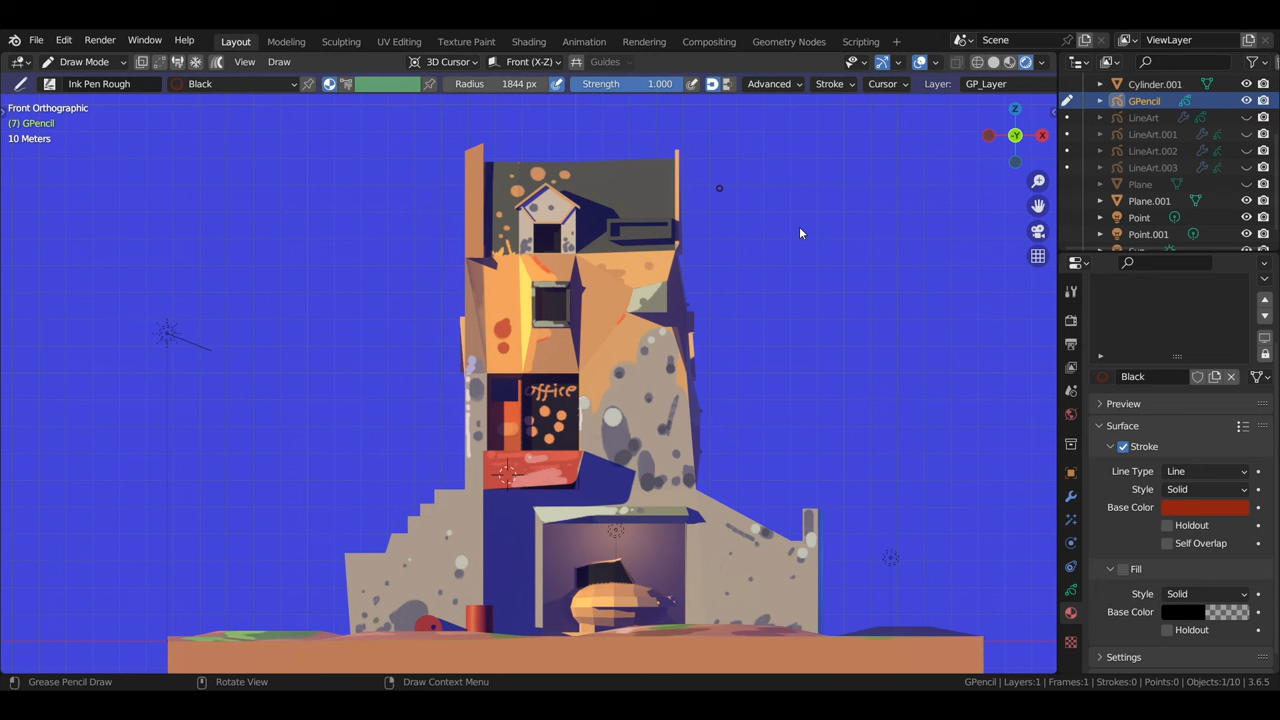 File Edit Render Window Help Layout Modeling Sculpting UV Editing Texture Paint Shading Animation Rendering Compositing Geometry Nodes Scripting + Scene ViewLayer
Draw Mode View Draw 3D Cursor Front (X-Z) Guides
Ink Pen Rough Black Radius 1844 px Strength 1.000 Advanced Stroke Cursor Layer: GP_Layer
Front Orthographic
(7) GPencil
10 Meters
Z
-Y
X
office
Cylinder.001
GPencil
LineArt
LineArt.001
LineArt.002
LineArt.003
Plane
Plane.001
Point
Point.001
Black
Preview
Surface
Stroke
Line Type Line
Style Solid
Base Color
Holdout
Self Overlap
Fill
Style Solid
Base Color
Holdout
Settings
Grease Pencil Draw Rotate View Draw Context Menu GPencil | Layers:1 | Frames:1 | Strokes:0 | Points:0 | Objects:1/10 | 3.6.5